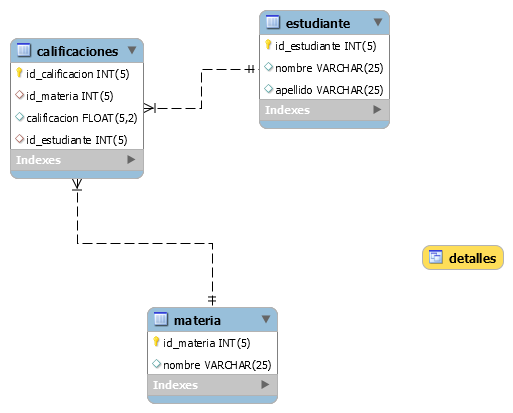 calificaciones
id_calificacion INT(5)
id_materia INT(5)
calificacion FLOAT(5,2)
id_estudiante INT(5)
Indexes
estudiante
id_estudiante INT(5)
nombre VARCHAR(25)
apellido VARCHAR(25)
Indexes
detalles
materia
id_materia INT(5)
nombre VARCHAR(25)
Indexes